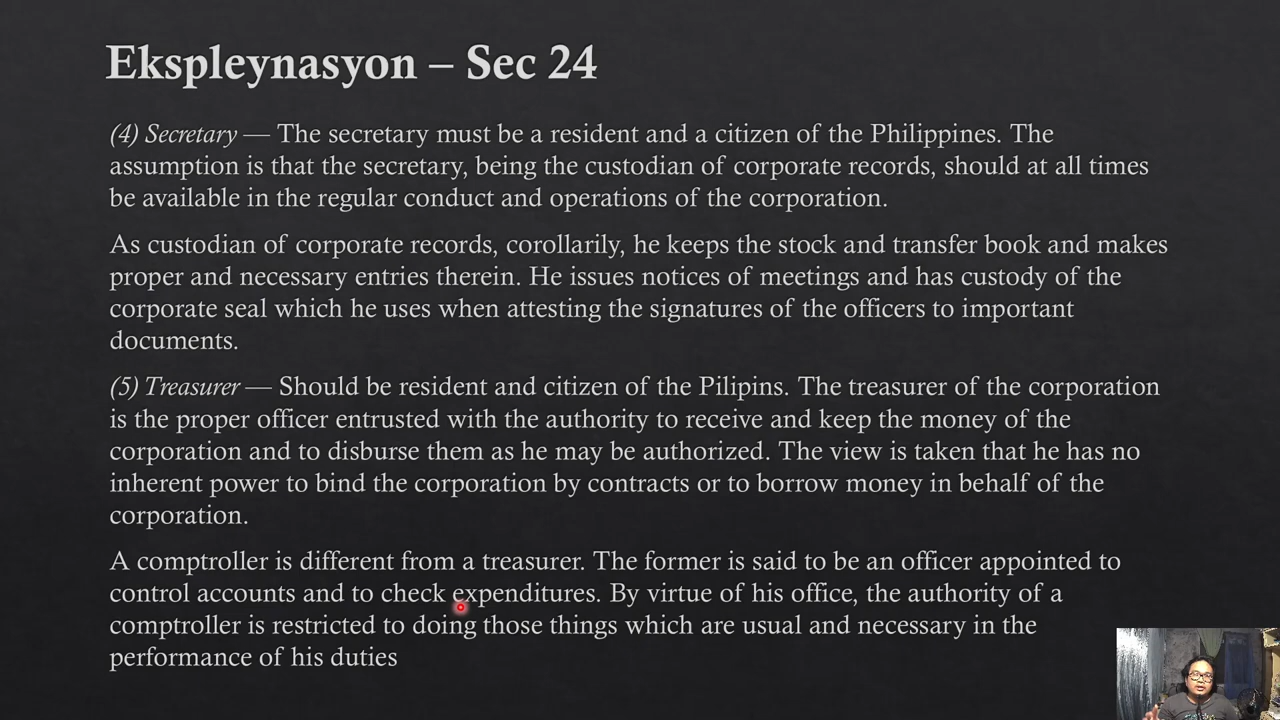 Ekspleynasyon – Sec 24
(4) Secretary — The secretary must be a resident and a citizen of the Philippines. The
assumption is that the secretary, being the custodian of corporate records, should at all times
be available in the regular conduct and operations of the corporation.
As custodian of corporate records, corollarily, he keeps the stock and transfer book and makes
proper and necessary entries therein. He issues notices of meetings and has custody of the
corporate seal which he uses when attesting the signatures of the officers to important
documents.
(5) Treasurer — Should be resident and citizen of the Pilipins. The treasurer of the corporation
is the proper officer entrusted with the authority to receive and keep the money of the
corporation and to disburse them as he may be authorized. The view is taken that he has no
inherent power to bind the corporation by contracts or to borrow money in behalf of the
corporation.
A comptroller is different from a treasurer. The former is said to be an officer appointed to
control accounts and to check expenditures. By virtue of his office, the authority of a
comptroller is restricted to doing those things which are usual and necessary in the
performance of his duties